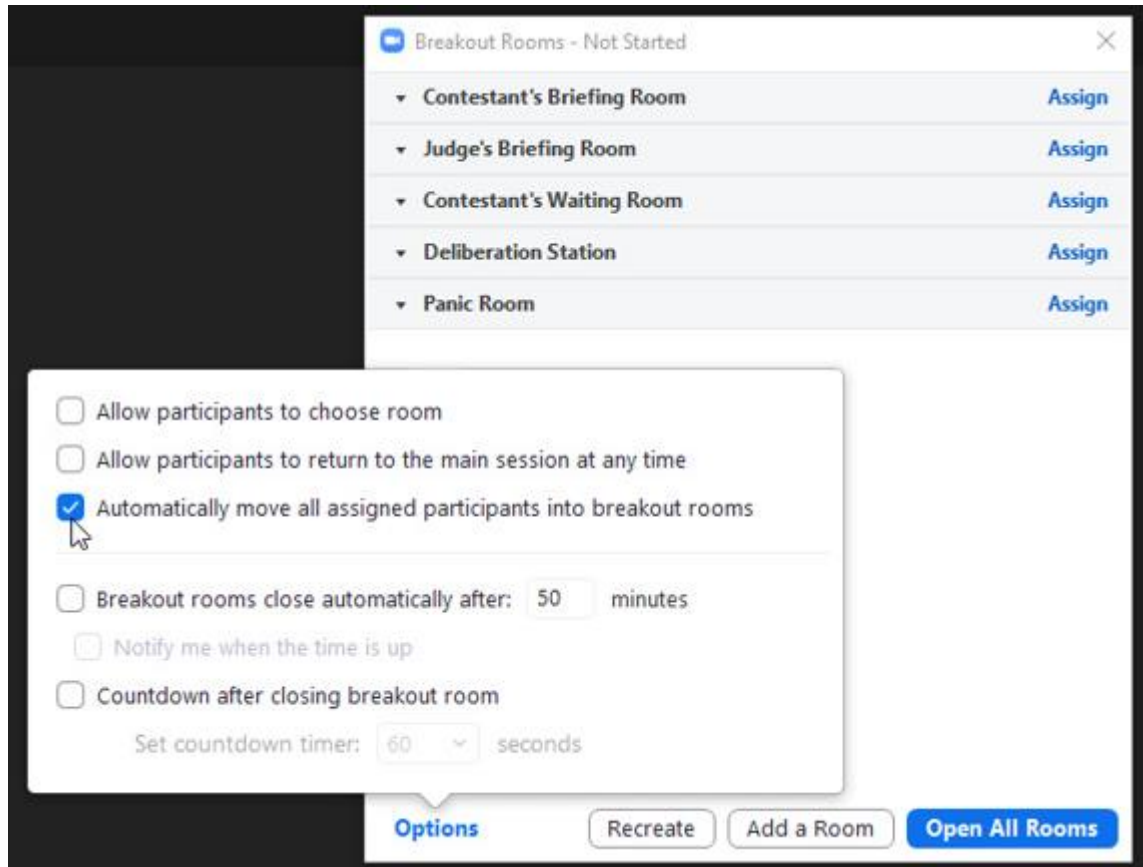 Breakout Rooms - Not Started
Contestant's Briefing Room Assign
Judge's Briefing Room Assign
Contestant's Waiting Room Assign
Deliberation Station Assign
Panic Room Assign
Allow participants to choose room
Allow participants to return to the main session at any time
Automatically move all assigned participants into breakout rooms
Breakout rooms close automatically after: 50 minutes
Notify me when the time is up
Countdown after closing breakout room
Set countdown timer: 60 seconds
Options Recreate Add a Room Open All Rooms